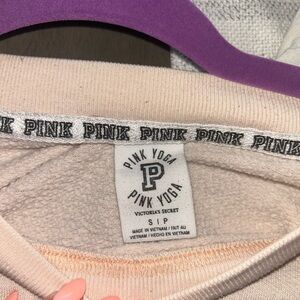 K PINK PINK PINK PINK PINK
PINK YOGA
P
PINK YOGA
VICTORIA'S SECRET
S | P
MADE IN VIETNAM / FAIT AU
VIETNAM / HECHO EN VIETNAM